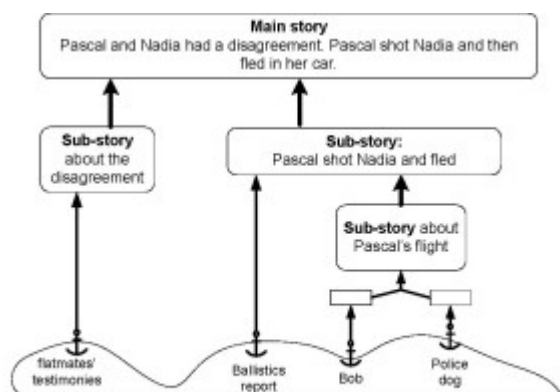 Main story
Pascal and Nadia had a disagreement. Pascal shot Nadia and then
fled in her car.
Sub-story
about the
disagreement
Sub-story:
Pascal shot Nadia and fled
Sub-story about
Pascal's flight
flatmates'
testimonies
Ballistics
report
Bob
Police
dog